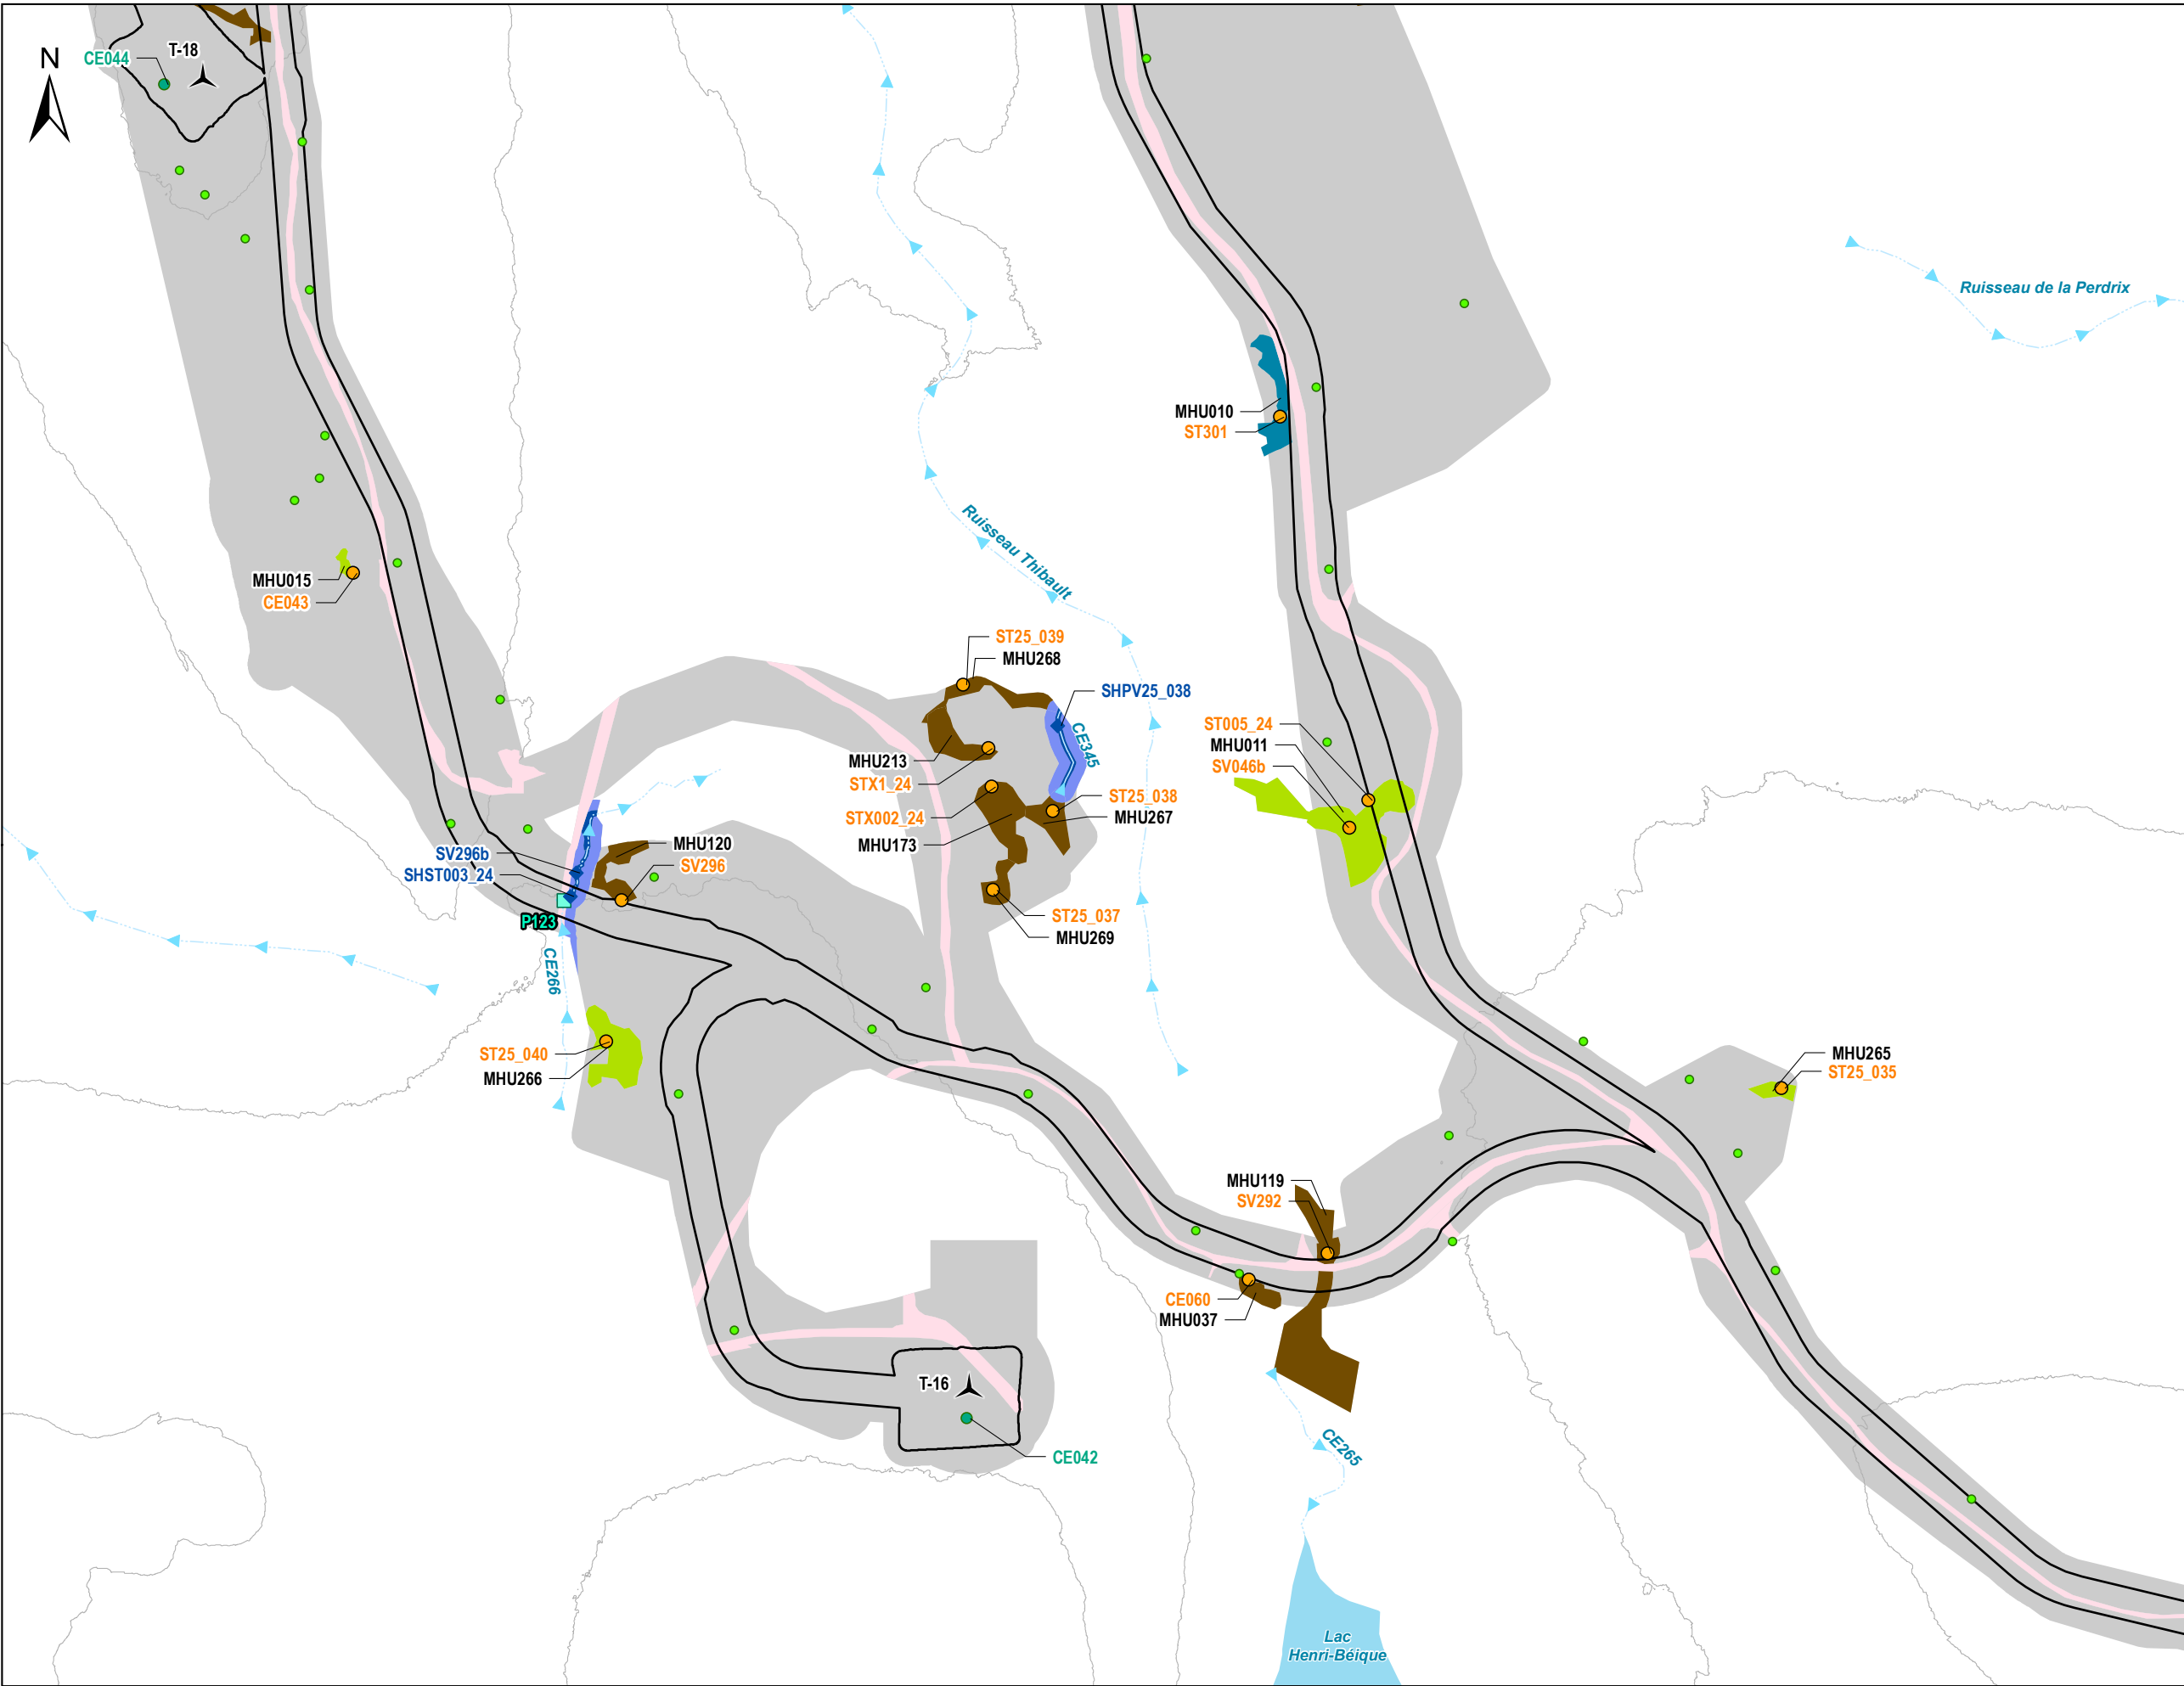 N
T-18
CE044
Ruisseau de la Perdrix
MHU010
ST301
Ruisseau Thibault
MHU015
CE043
ST25_039
MHU268
SHPV25_038
CE345
ST005_24
MHU011
SV046b
MHU213
STX1_24
ST25_038
MHU267
STX002_24
MHU173
MHU120
SV296
SV296b
SHST003_24
P123
ST25_037
MHU269
CE266
ST25_040
MHU266
MHU265
ST25_035
MHU119
SV292
CE060
MHU037
T-16
CE042
CE265
Lac
Henri-Béique